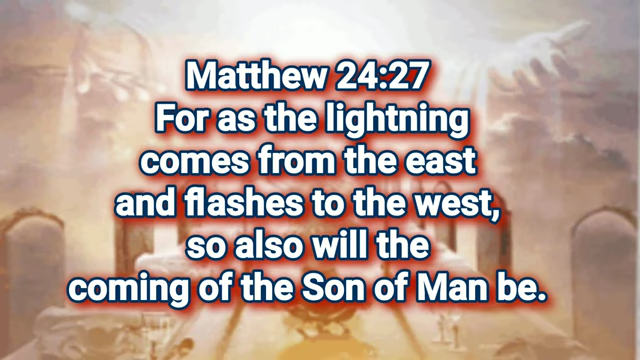 Matthew 24:27
For as the lightning
comes from the east
and flashes to the west,
so also will the
coming of the Son of Man be.